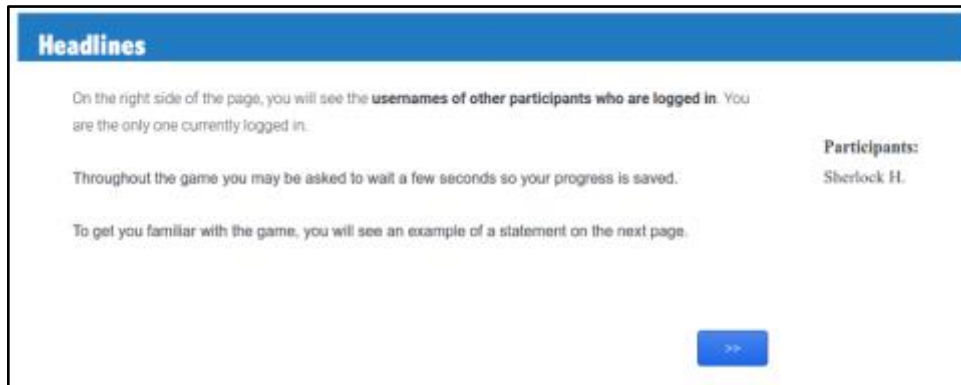 Headlines
On the right side of the page, you will see the usernames of other participants who are logged in. You
are the only one currently logged in.
Participants:
Sherlock H.
Throughout the game you may be asked to wait a few seconds so your progress is saved.
To get you familiar with the game, you will see an example of a statement on the next page.
>>